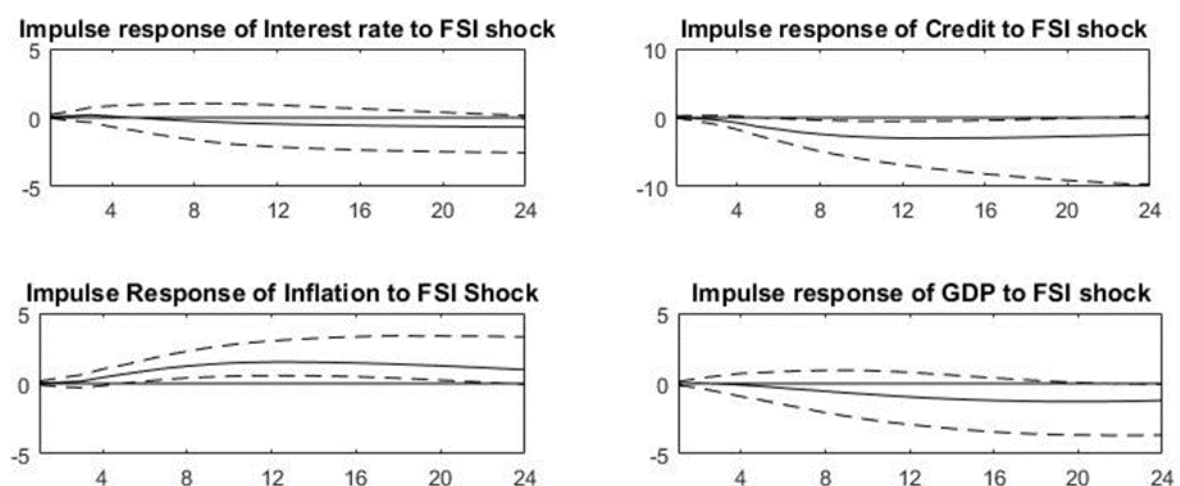 Impulse response of Interest rate to FSI shock
5
0
-5
4 8 12 16 20 24
Impulse response of Credit to FSI shock
10
0
-10
4 8 12 16 20 24
Impulse Response of Inflation to FSI Shock
5
0
-5
4 8 12 16 20 24
Impulse response of GDP to FSI shock
5
0
-5
4 8 12 16 20 24